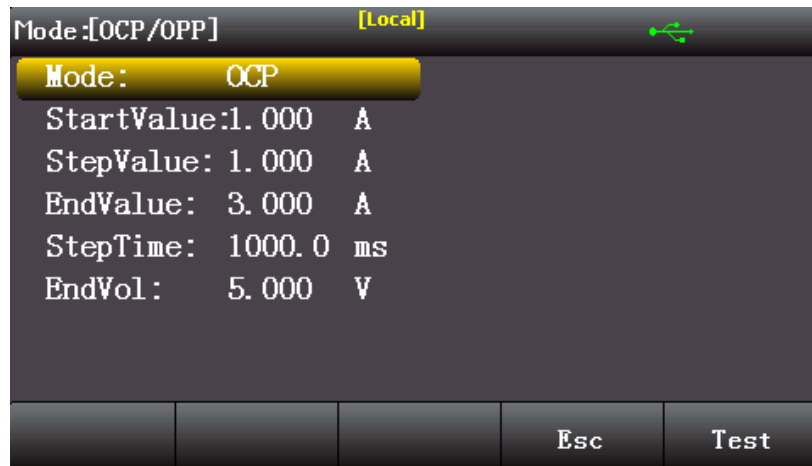 Mode:[OCP/OPP] [Local]
Mode: OCP
StartValue:1.000 A
StepValue: 1.000 A
EndValue: 3.000 A
StepTime: 1000.0 ms
EndVol: 5.000 V
Esc Test